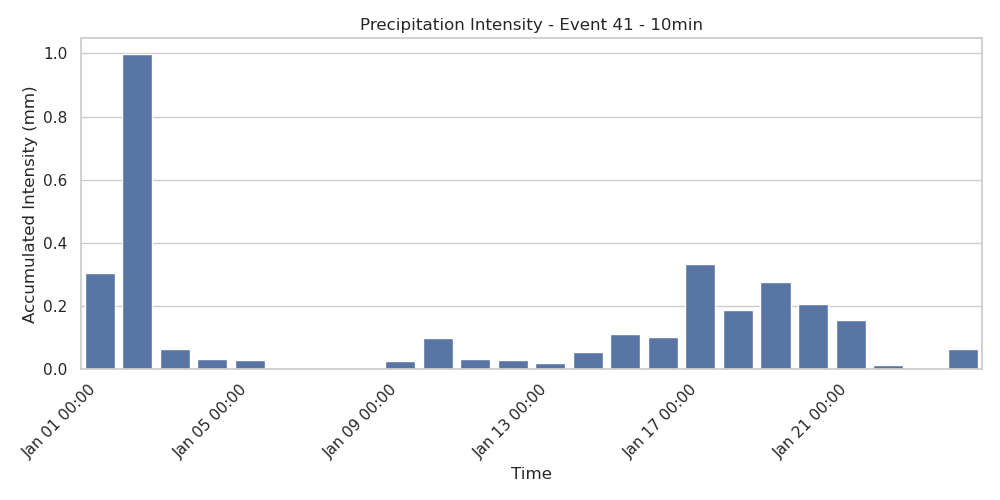 Precipitation Intensity - Event 41 - 10min
Accumulated Intensity (mm)
1.0
0.8
0.6
0.4
0.2
0.0
Jan 01 00:00
Jan 05 00:00
Jan 09 00:00
Jan 13 00:00
Jan 17 00:00
Jan 21 00:00
Time